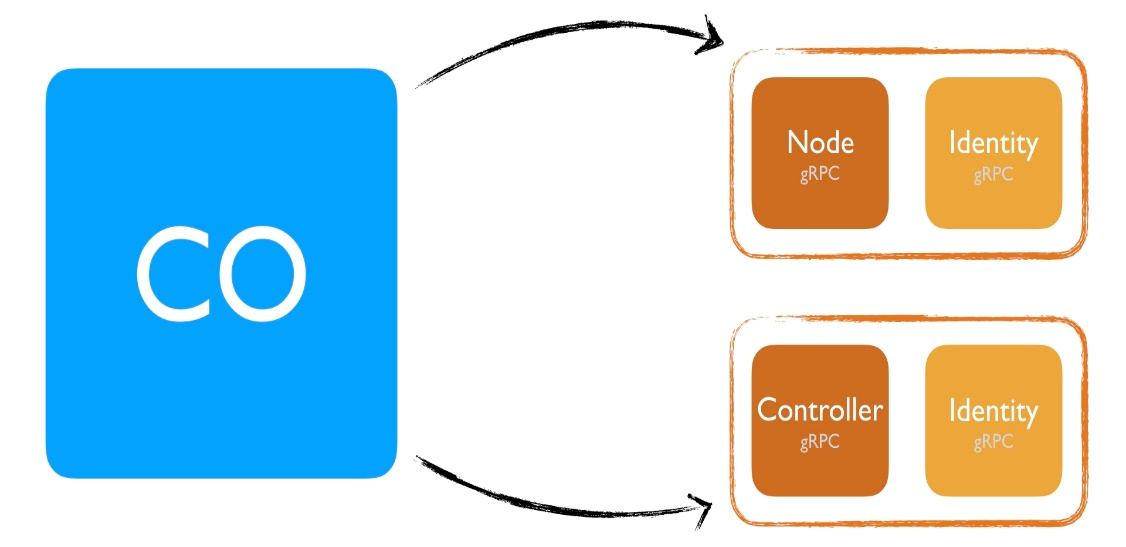 CO
Node
gRPC
Identity
gRPC
Controller
gRPC
Identity
gRPC